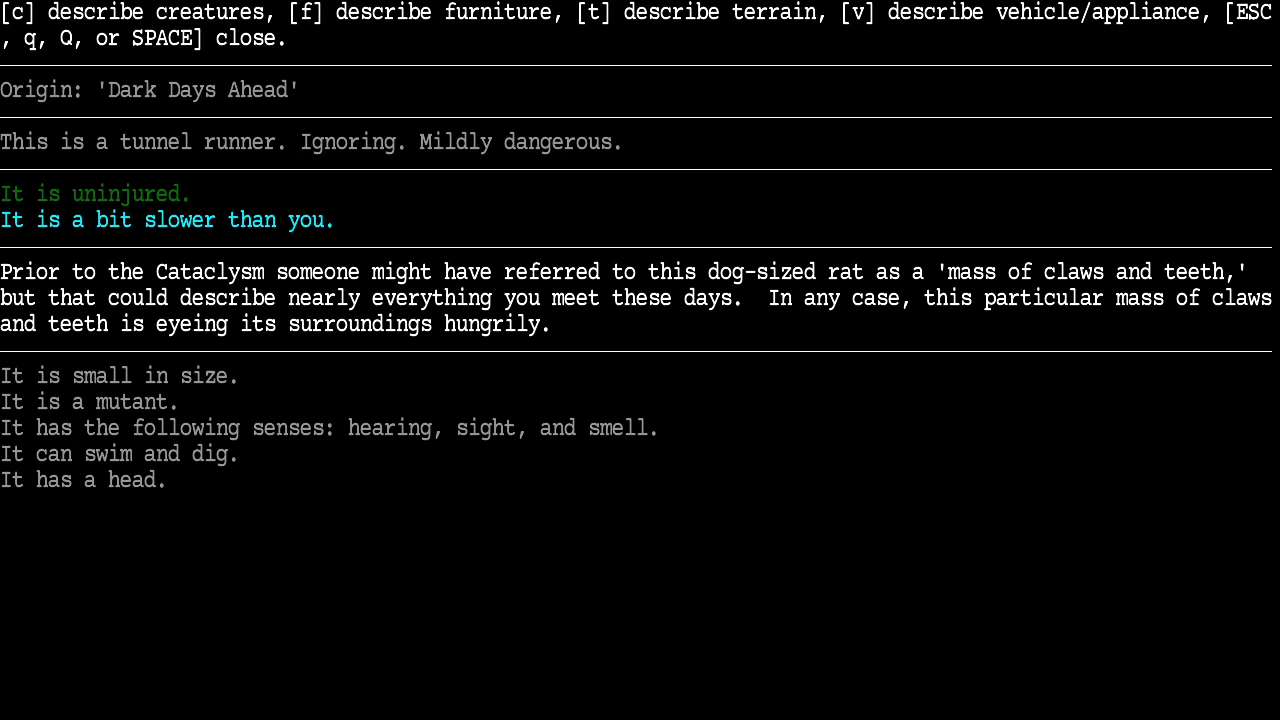 [c] describe creatures, [f] describe furniture, [t] describe terrain, [v] describe vehicle/appliance, [ESC
, q, Q, or SPACE] close.
Origin: 'Dark Days Ahead'
This is a tunnel runner. Ignoring. Mildly dangerous.
It is uninjured.
It is a bit slower than you.
Prior to the Cataclysm someone might have referred to this dog-sized rat as a 'mass of claws and teeth,'
but that could describe nearly everything you meet these days.  In any case, this particular mass of claws
and teeth is eyeing its surroundings hungrily.
It is small in size.
It is a mutant.
It has the following senses: hearing, sight, and smell.
It can swim and dig.
It has a head.